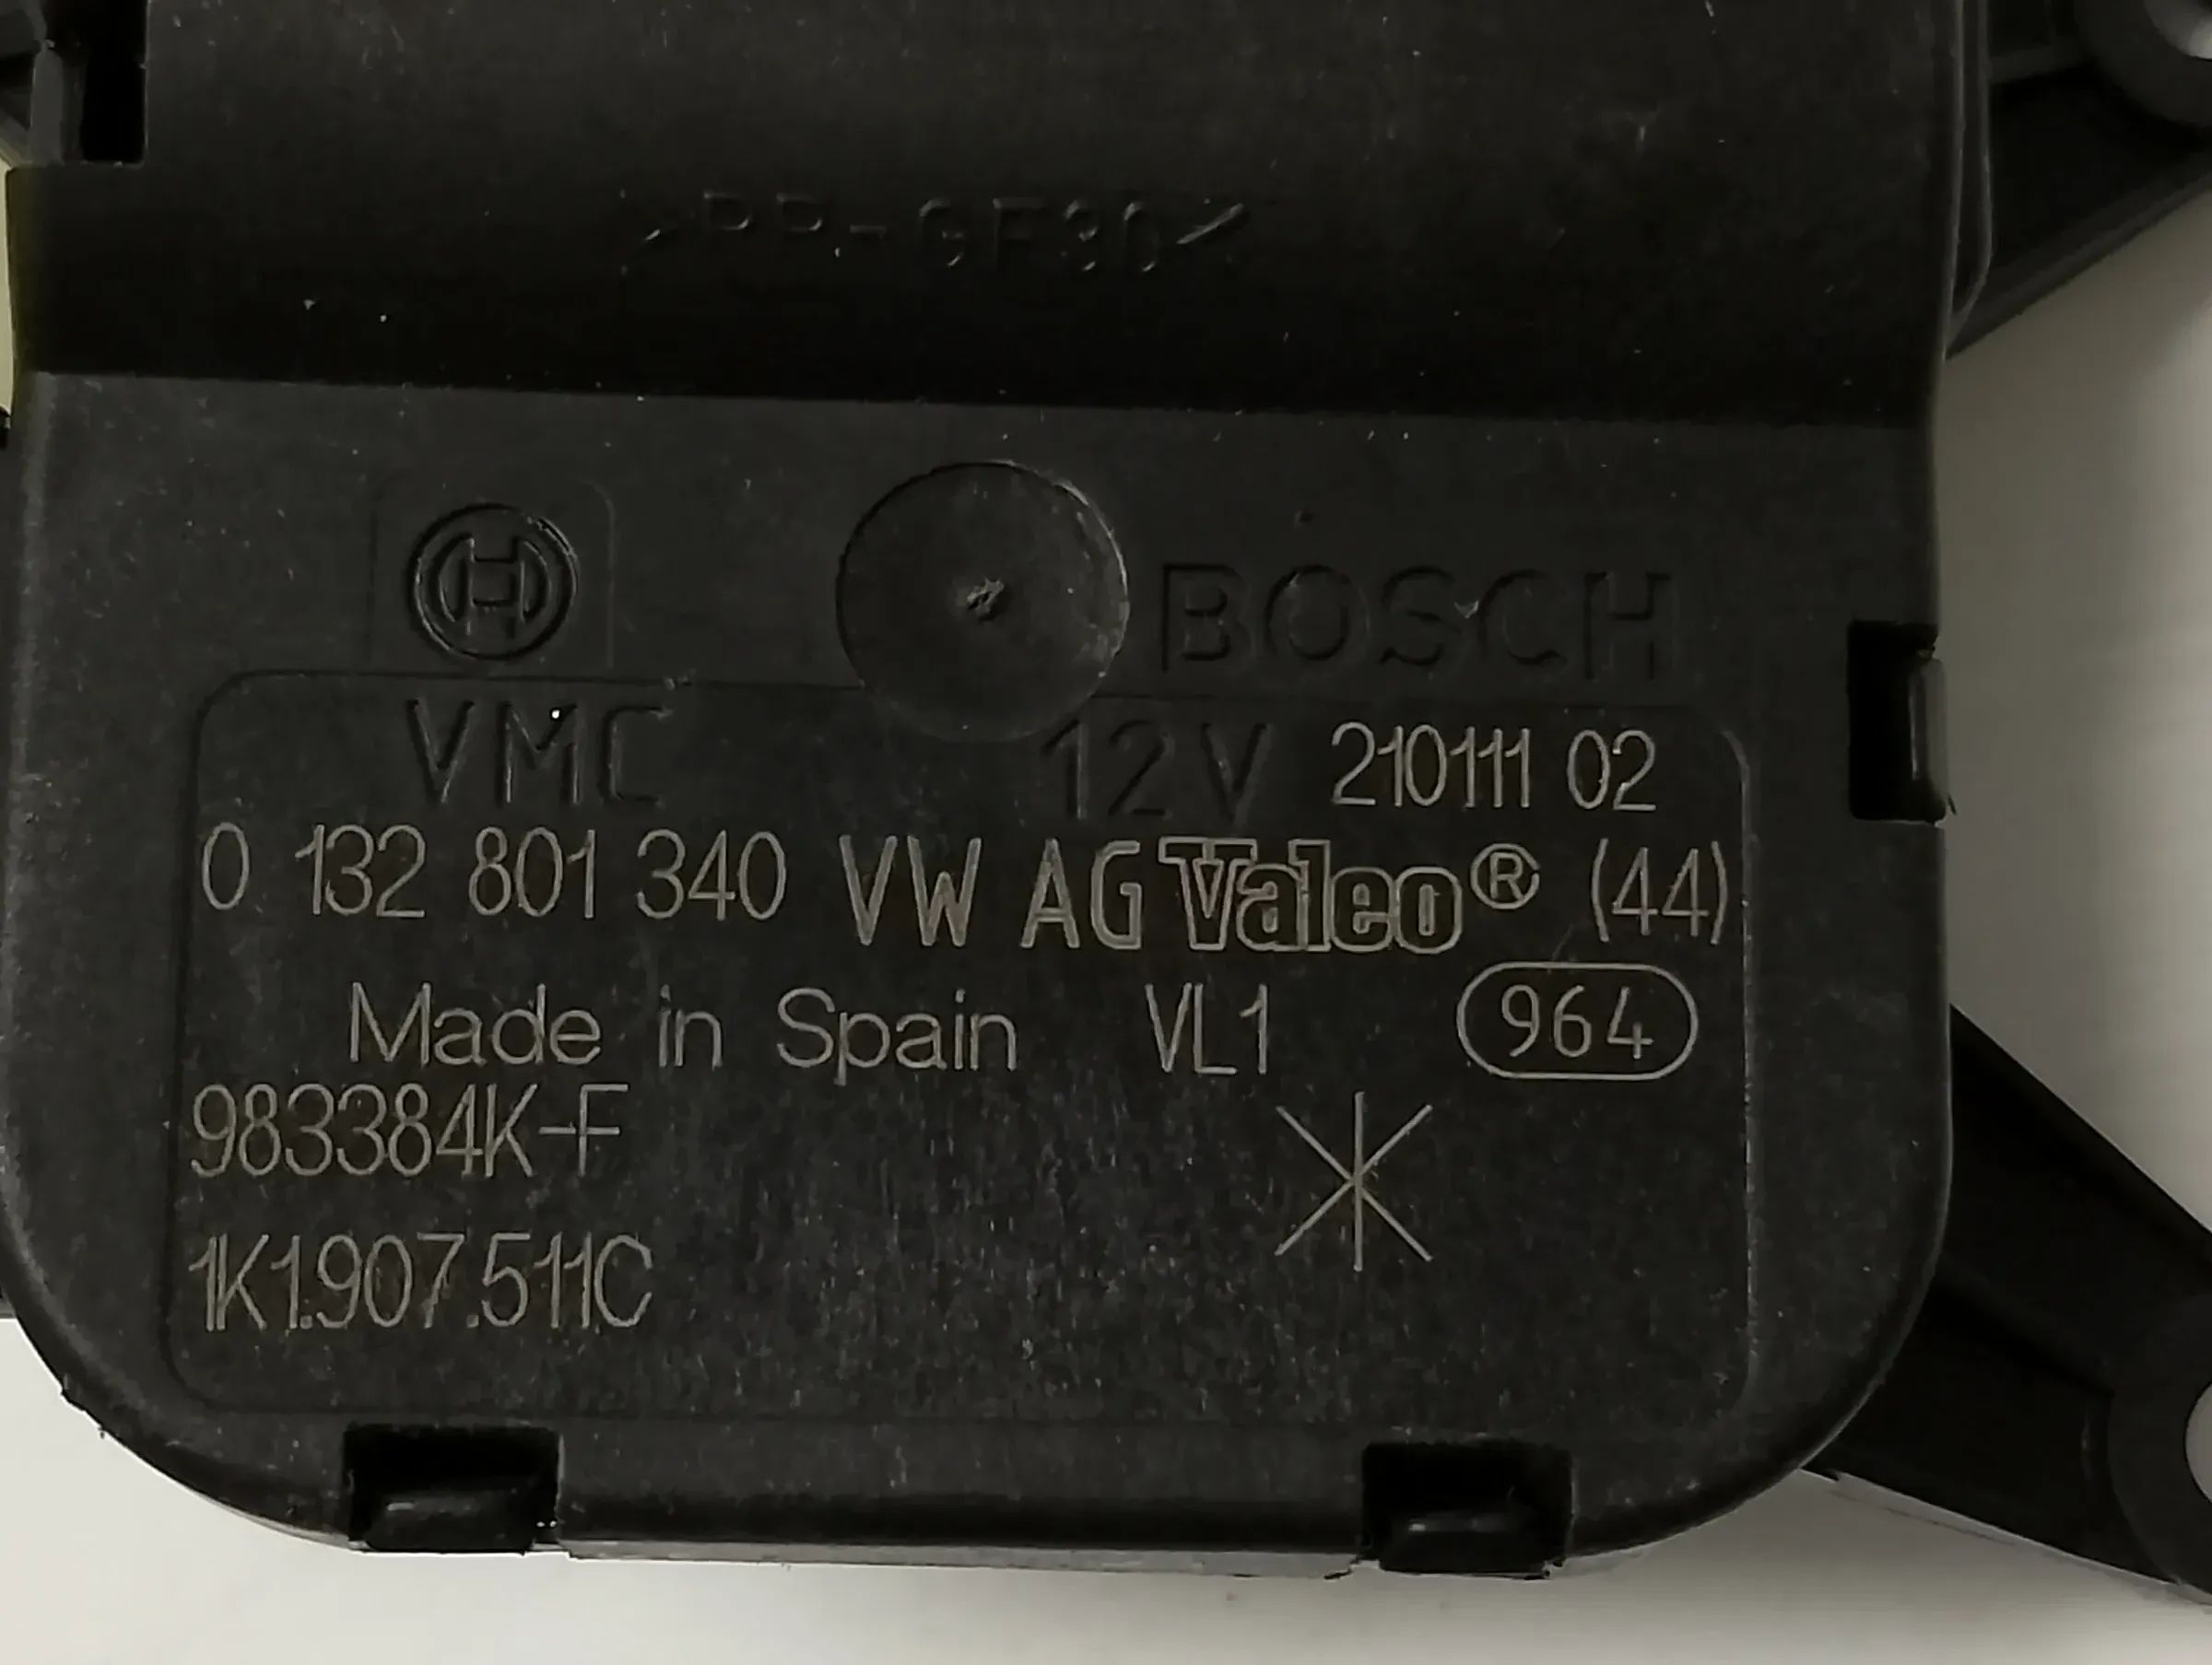 >PP-GF30<
BOSCH
VMC 12V 210111 02
0 132 801 340 VW AG Valeo® (44)
Made in Spain VL1 964
983384K-F
1K1.907.511C